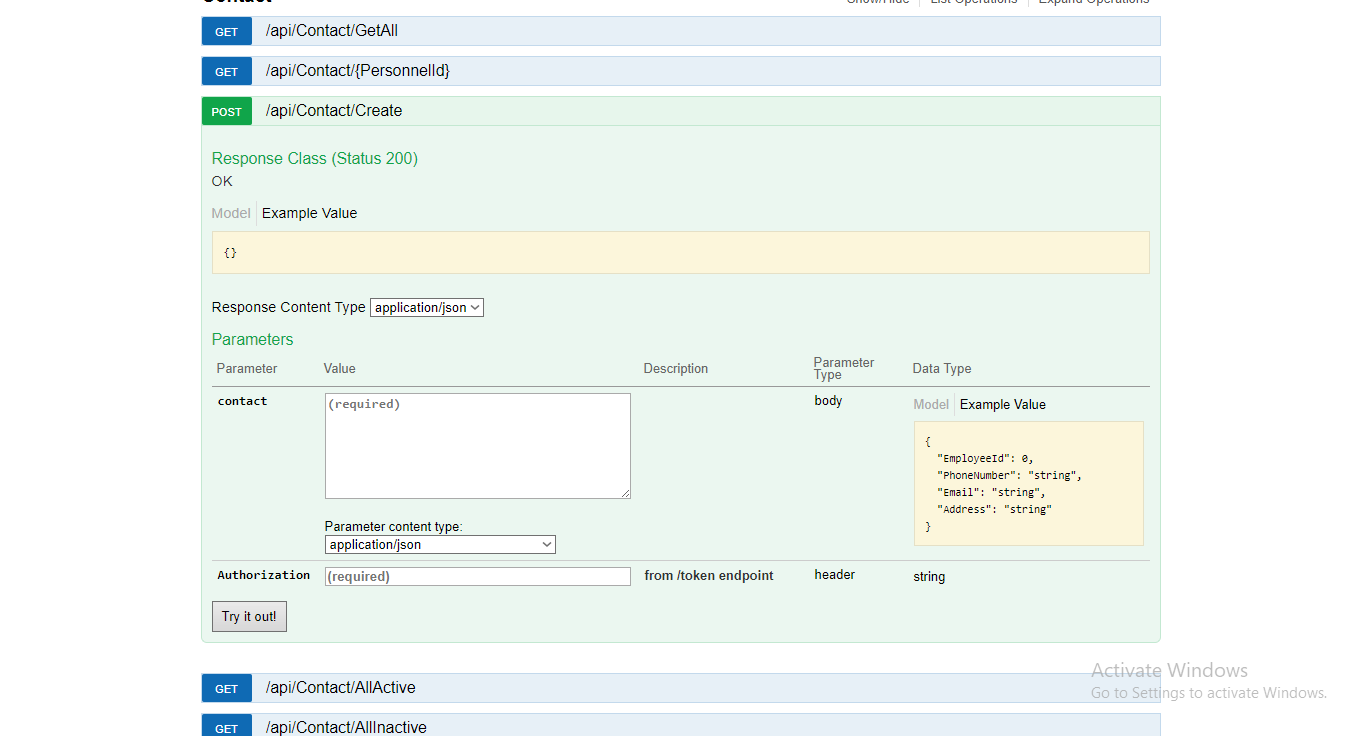 Contact Show/Hide List Operations Expand Operations
GET /api/Contact/GetAll
GET /api/Contact/{PersonnelId}
POST /api/Contact/Create
Response Class (Status 200)
OK
Model Example Value
{}
Response Content Type application/json
Parameters
Parameter Value Description Parameter Type Data Type
contact (required) body Model Example Value
{
"EmployeeId": 0,
"PhoneNumber": "string",
"Email": "string",
"Address": "string"
}
Parameter content type:
application/json
Authorization (required) from /token endpoint header string
Try it out!
Activate Windows
GET /api/Contact/AllActive
Go to Settings to activate Windows.
GET /api/Contact/AllInactive